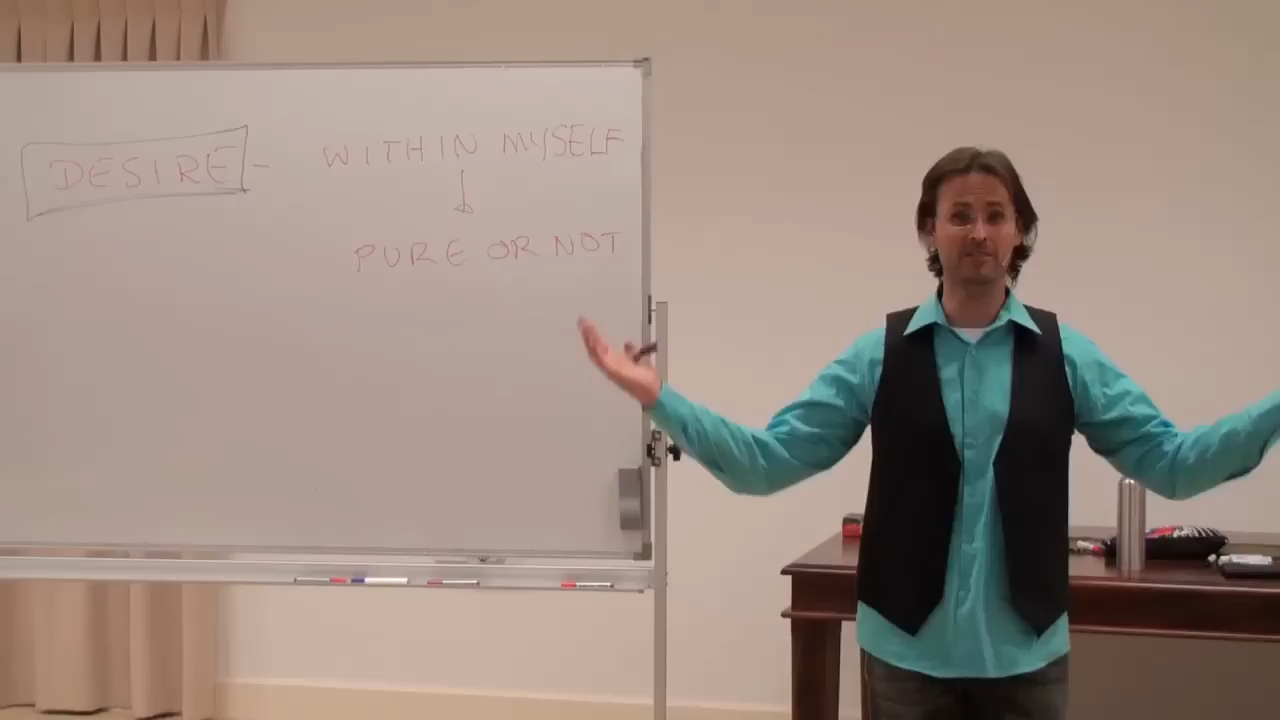 DESIRE - WITHIN MYSELF
↓
PURE OR NOT